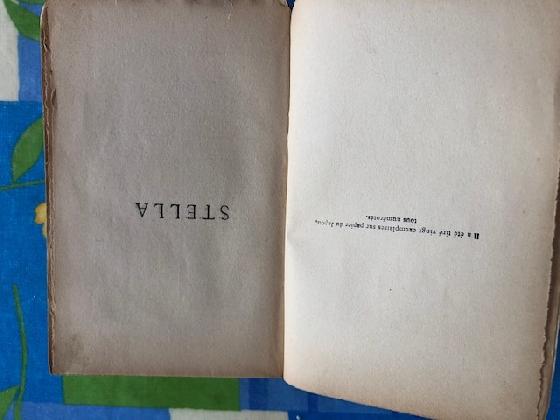 Il a été tiré vingt exemplaires sur papier du Japon,
tous numérotés.
STELLA